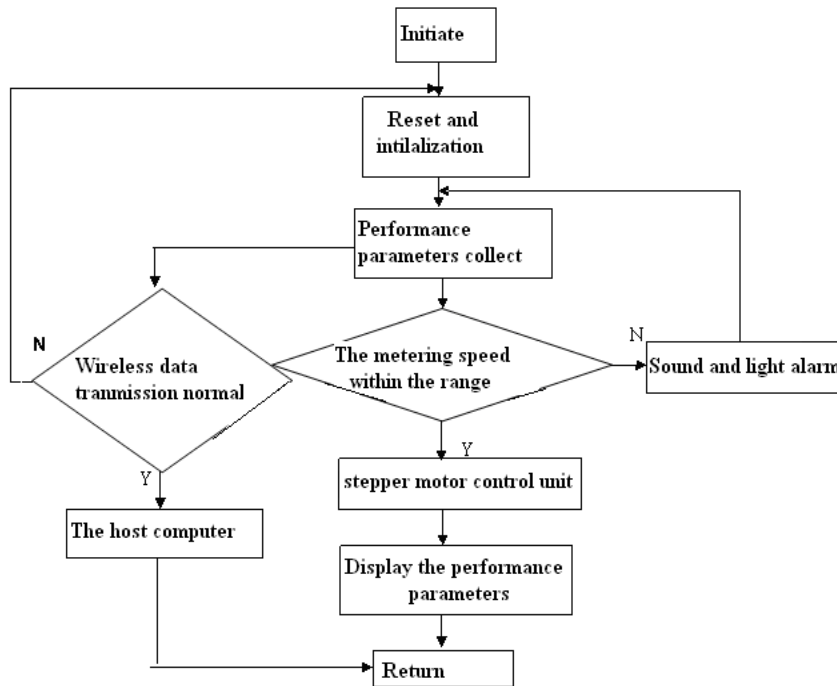 Initiate
Reset and
intilalization
Performance
parameters collect
N
Wireless data
tranmission normal
The metering speed
within the range
N
Sound and light alarm
Y
Y
stepper motor control unit
The host computer
Display the performance
parameters
Return